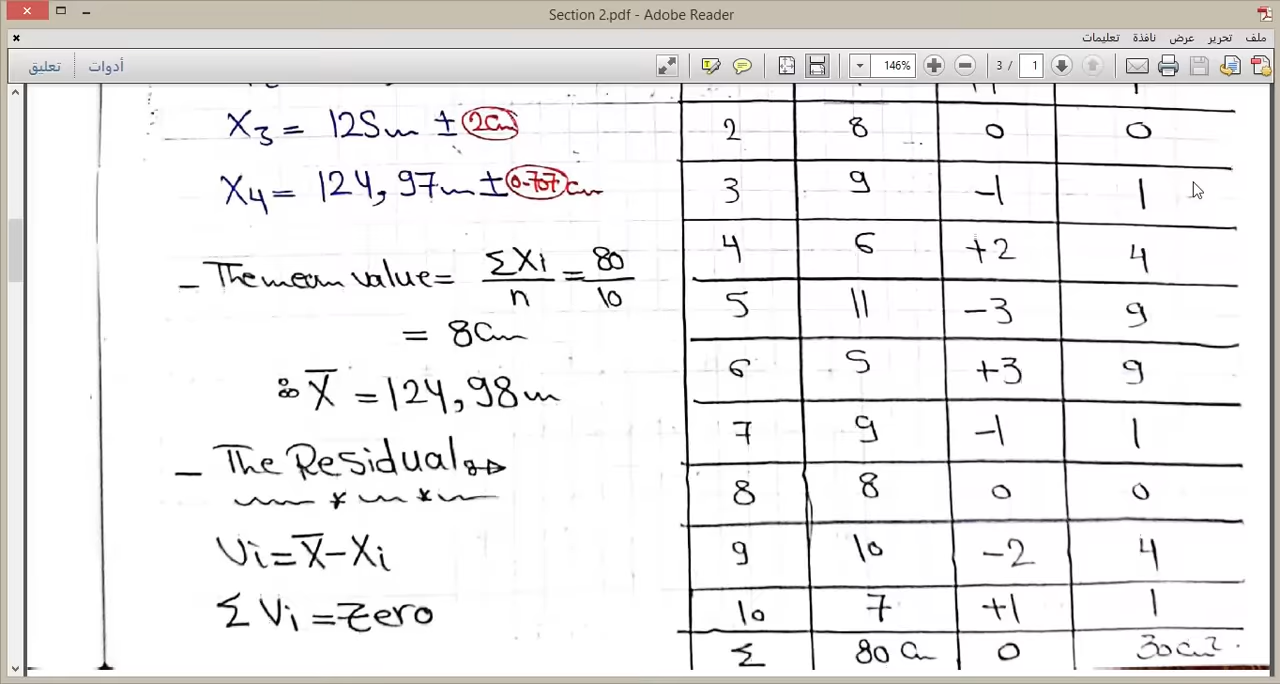 Section 2.pdf - Adobe Reader
ملف تحرير عرض نافذة تعليمات
تعليق أدوات 146% 3 / 1
X3 = 125m ± 2cm
X4 = 124,97m ± 0.707 cm
– The mean value = ΣXi / n = 80 / 10
= 8cm
∴ X̄ = 124,98m
– The Residual
Vi = X̄ – Xi
Σ Vi = Zero
2 8 0 0
3 9 –1 1
4 6 +2 4
5 11 –3 9
6 5 +3 9
7 9 –1 1
8 8 0 0
9 10 –2 4
10 7 +1 1
Σ 80 cm 0 30cm².